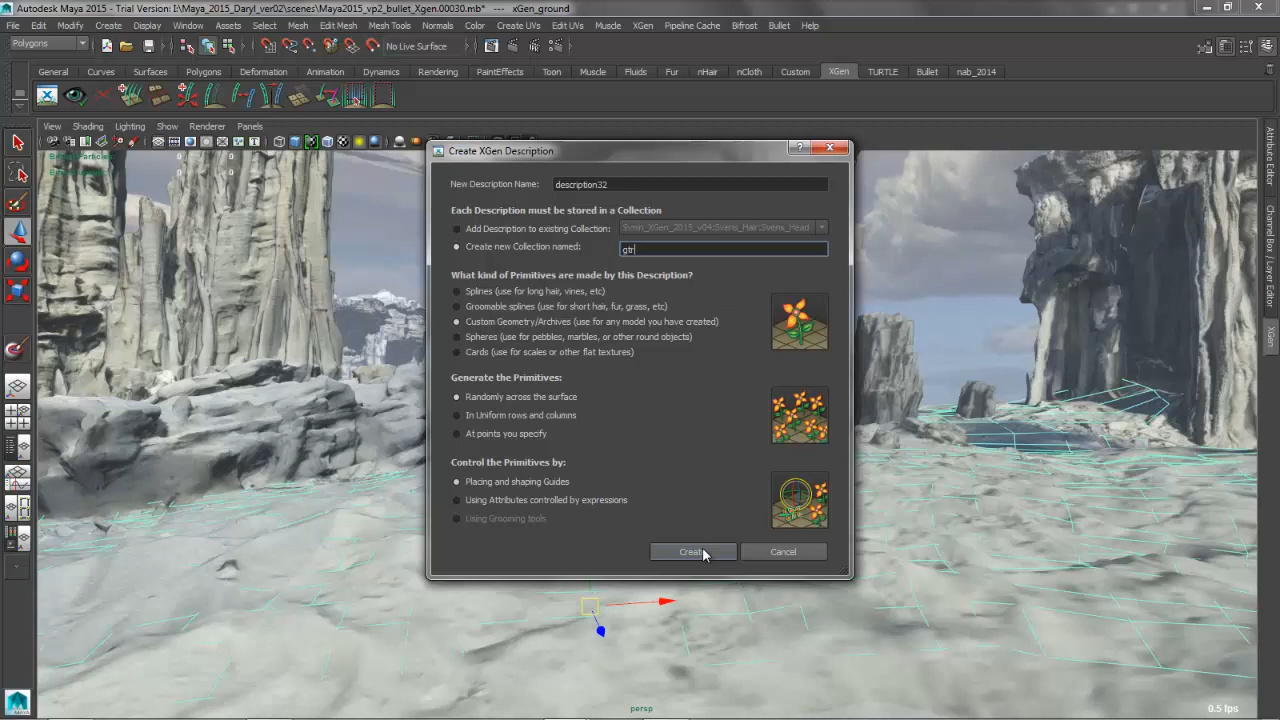 Autodesk Maya 2015 - Trial Version: I:\Maya_2015_Daryl_ver02\scenes\Maya2015_vp2_bullet_Xgen.00030.mb* --- xGen_ground
File Edit Modify Create Display Window Assets Select Mesh Edit Mesh Mesh Tools Normals Color Create UVs Edit UVs Muscle XGen Pipeline Cache Bifrost Bullet Help
Polygons
No Live Surface
General Curves Surfaces Polygons Deformation Animation Dynamics Rendering PaintEffects Toon Muscle Fluids Fur nHair nCloth Custom XGen TURTLE Bullet nab_2014
View Shading Lighting Show Renderer Panels
0 0
0 0
Create XGen Description
New Description Name: description32
Each Description must be stored in a Collection
Add Description to existing Collection: Svmn_XGen_2015_v04:Svens_Hair:Svenx_Head
Create new Collection named: gtr
What kind of Primitives are made by this Description?
Splines (use for long hair, vines, etc)
Groomable splines (use for short hair, fur, grass, etc)
Custom Geometry/Archives (use for any model you have created)
Spheres (use for pebbles, marbles, or other round objects)
Cards (use for scales or other flat textures)
Generate the Primitives:
Randomly across the surface
In Uniform rows and columns
At points you specify
Control the Primitives by:
Placing and shaping Guides
Using Attributes controlled by expressions
Using Grooming tools
Create Cancel
Attribute Editor
Channel Box / Layer Editor
XGen
persp
0.5 fps